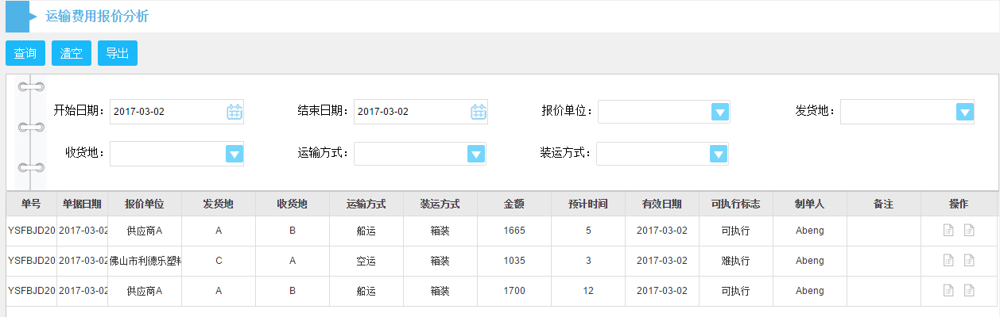 运输费用报价分析
查询 清空 导出
开始日期： 2017-03-02 结束日期： 2017-03-02 报价单位： 发货地：
收货地： 运输方式： 装运方式：
单号 单据日期 报价单位 发货地 收货地 运输方式 装运方式 金额 预计时间 有效日期 可执行标志 制单人 备注 操作
YSFBJD20 2017-03-02 供应商A A B 船运 箱装 1665 5 2017-03-02 可执行 Abeng
YSFBJD20 2017-03-02 佛山市利德乐塑料 C A 空运 箱装 1035 3 2017-03-02 难执行 Abeng
YSFBJD20 2017-03-02 供应商A A B 船运 箱装 1700 12 2017-03-02 可执行 Abeng